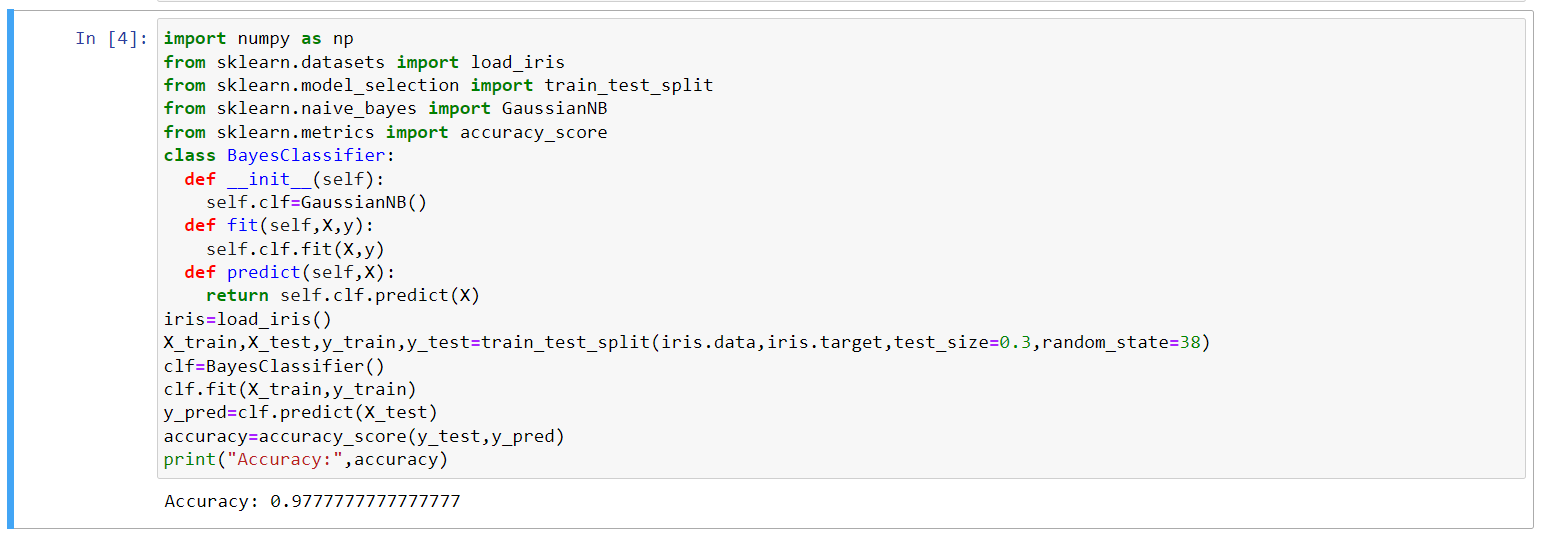 In [4]: import numpy as np
from sklearn.datasets import load_iris
from sklearn.model_selection import train_test_split
from sklearn.naive_bayes import GaussianNB
from sklearn.metrics import accuracy_score
class BayesClassifier:
  def __init__(self):
    self.clf=GaussianNB()
  def fit(self,X,y):
    self.clf.fit(X,y)
  def predict(self,X):
    return self.clf.predict(X)
iris=load_iris()
X_train,X_test,y_train,y_test=train_test_split(iris.data,iris.target,test_size=0.3,random_state=38)
clf=BayesClassifier()
clf.fit(X_train,y_train)
y_pred=clf.predict(X_test)
accuracy=accuracy_score(y_test,y_pred)
print("Accuracy:",accuracy)
Accuracy: 0.9777777777777777